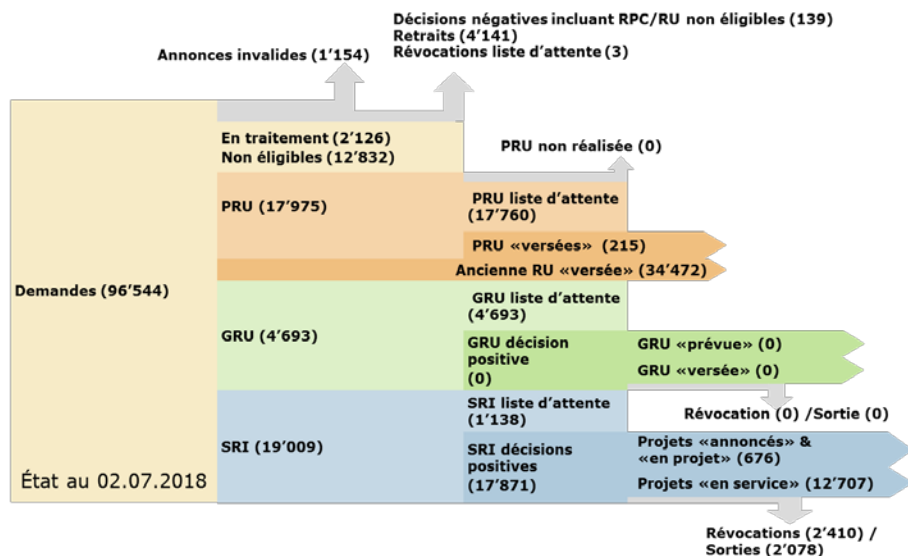 Décisions négatives incluant RPC/RU non éligibles (139)
Retraits (4’141)
Révocations liste d’attente (3)
Annonces invalides (1’154)
En traitement (2’126)
Non éligibles (12’832)
PRU non réalisée (0)
PRU (17’975)
PRU liste d’attente
(17’760)
PRU «versées» (215)
Ancienne RU «versée» (34’472)
Demandes (96’544)
GRU (4’693)
GRU liste d’attente
(4’693)
GRU décision
positive
(0)
GRU «prévue» (0)
GRU «versée» (0)
Révocation (0) /Sortie (0)
SRI (19’009)
SRI liste d’attente
(1’138)
SRI décisions
positives
(17’871)
Projets «annoncés» &
«en projet» (676)
Projets «en service» (12’707)
État au 02.07.2018
Révocations (2’410) /
Sorties (2’078)